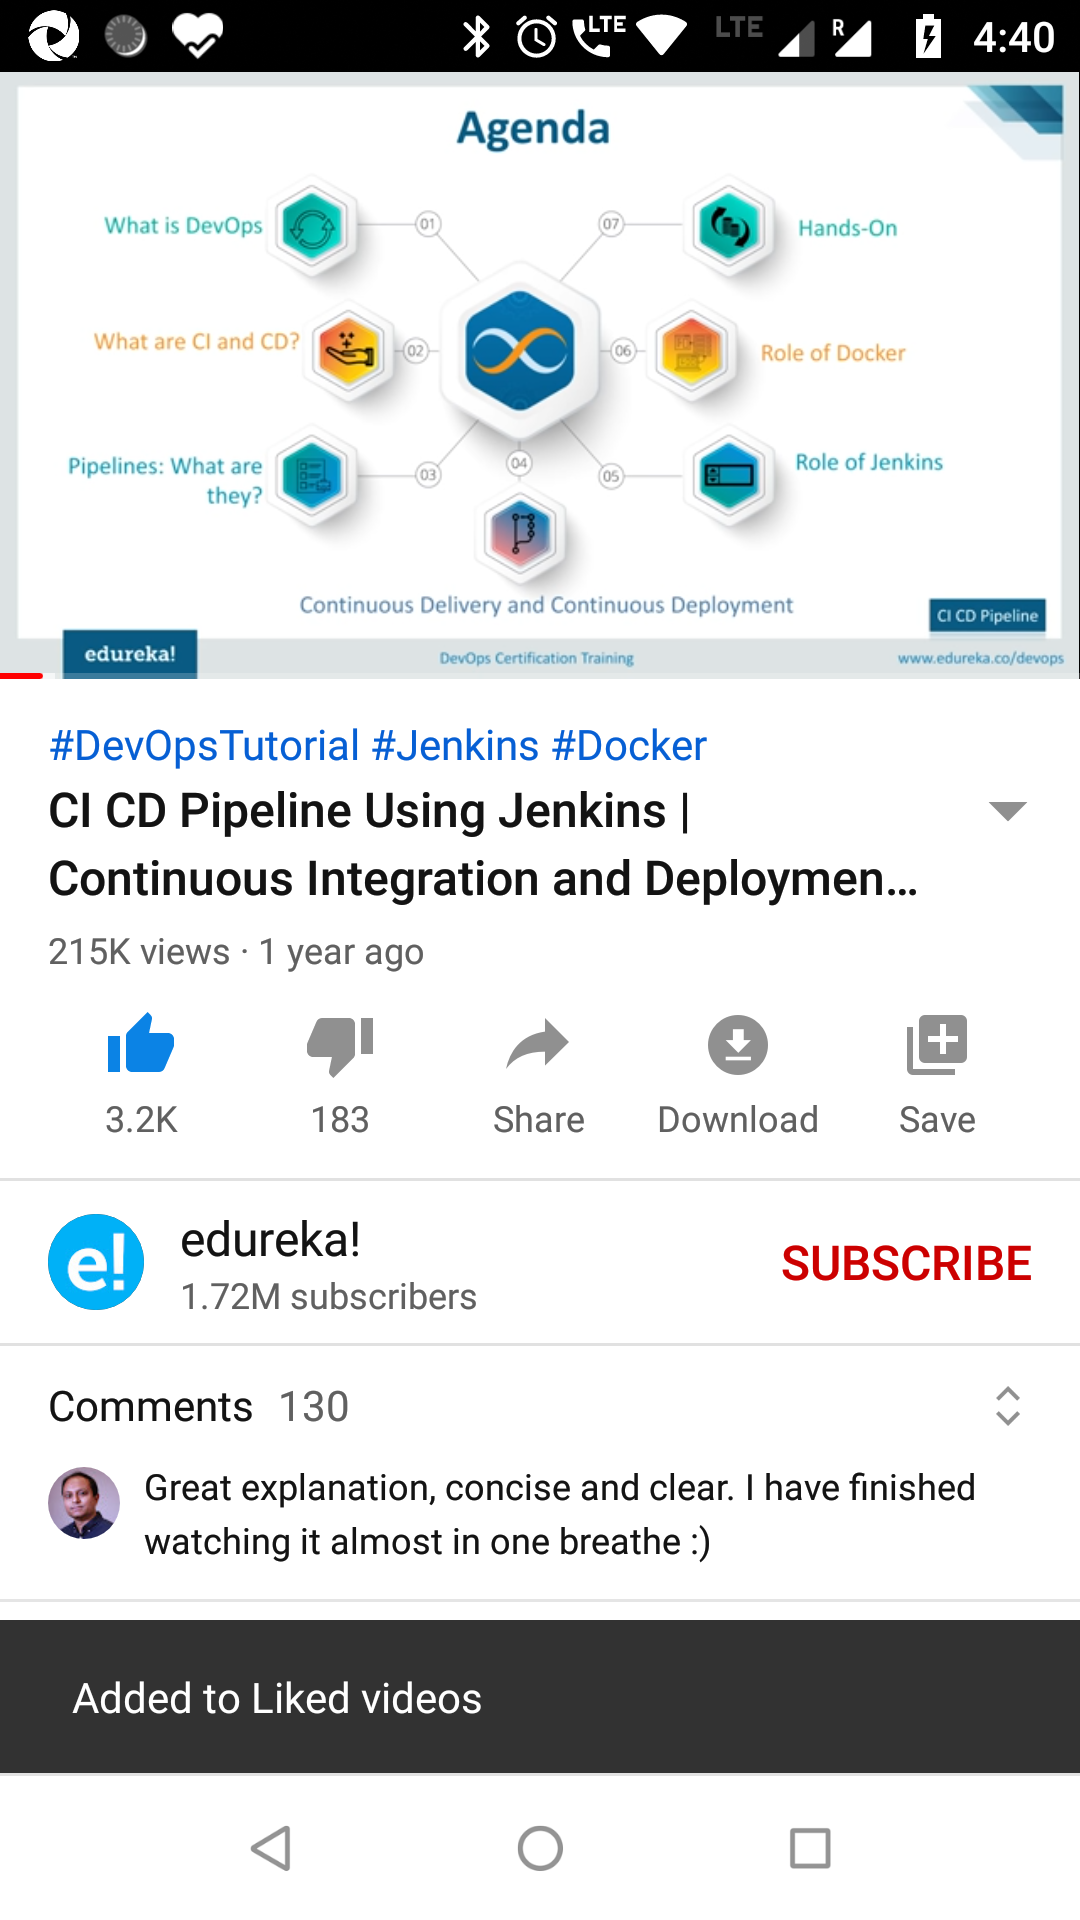 LTE LTE R 4:40
Agenda
What is DevOps 01 07 Hands-On
What are CI and CD? 02 06 Role of Docker
Pipelines: What are they? 03 04 05 Role of Jenkins
Continuous Delivery and Continuous Deployment
CI CD Pipeline
edureka! DevOps Certification Training www.edureka.co/devops
#DevOpsTutorial #Jenkins #Docker
CI CD Pipeline Using Jenkins |
Continuous Integration and Deploymen...
215K views · 1 year ago
3.2K 183 Share Download Save
e! edureka! SUBSCRIBE
1.72M subscribers
Comments 130
Great explanation, concise and clear. I have finished
watching it almost in one breathe :)
Added to Liked videos